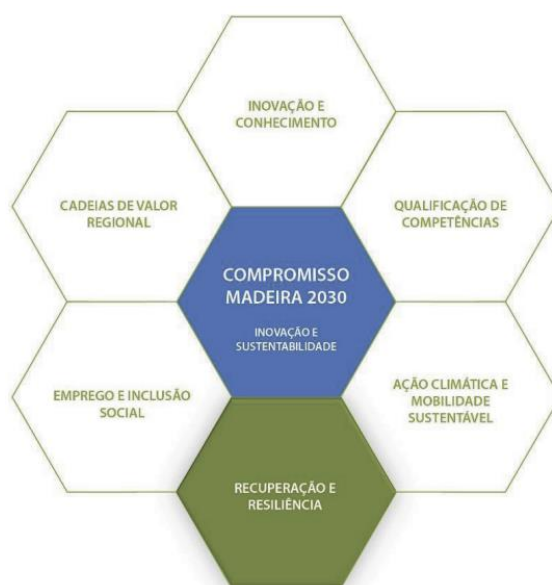 INOVAÇÃO E
CONHECIMENTO
CADEIAS DE VALOR
REGIONAL
QUALIFICAÇÃO DE
COMPETÊNCIAS
COMPROMISSO
MADEIRA 2030
INOVAÇÃO E
SUSTENTABILIDADE
EMPREGO E INCLUSÃO
SOCIAL
AÇÃO CLIMÁTICA E
MOBILIDADE
SUSTENTÁVEL
RECUPERAÇÃO E
RESILIÊNCIA